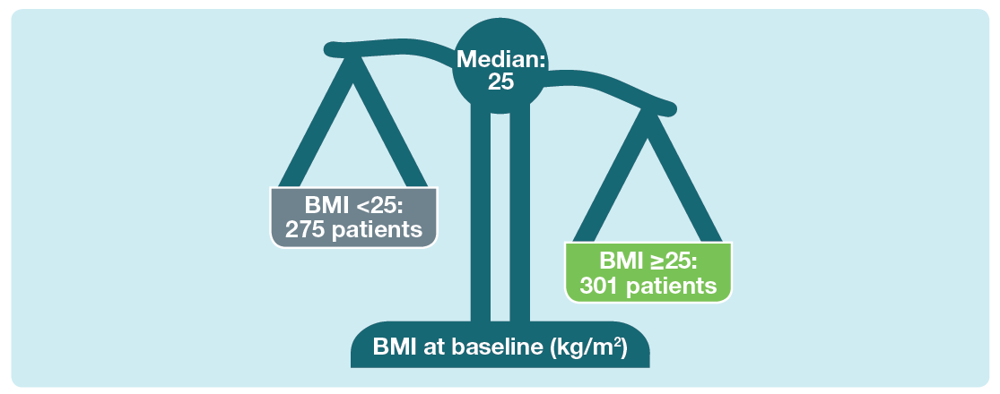 Median:
25
BMI <25:
275 patients
BMI ≥25:
301 patients
BMI at baseline (kg/m²)